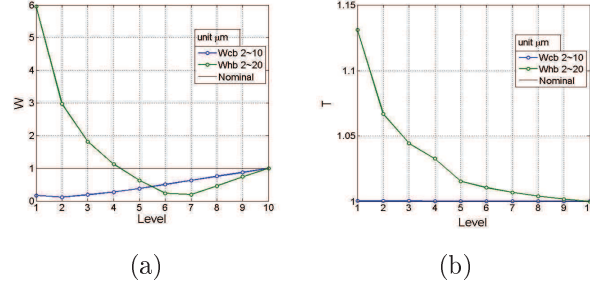 6
5
4
3
2
1
0
W
1 2 3 4 5 6 7 8 9 10
Level
unit μm
Wcb 2~10
Whb 2~20
Nominal
(a)
1.15
1.1
1.05
1
T
1 2 3 4 5 6 7 8 9 1
Level
unit μm
Wcb 2~10
Whb 2~20
Nominal
(b)